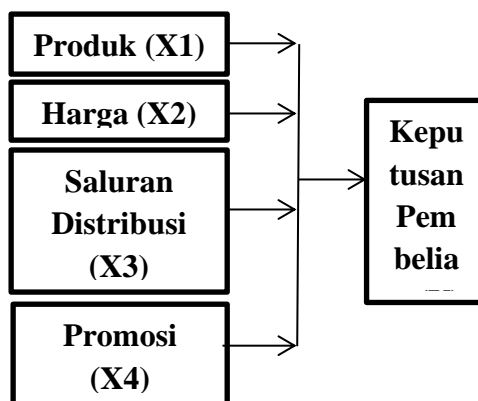 Produk (X1)
Harga (X2)
Saluran
Distribusi
(X3)
Promosi
(X4)
Kepu
tusan
Pem
belia